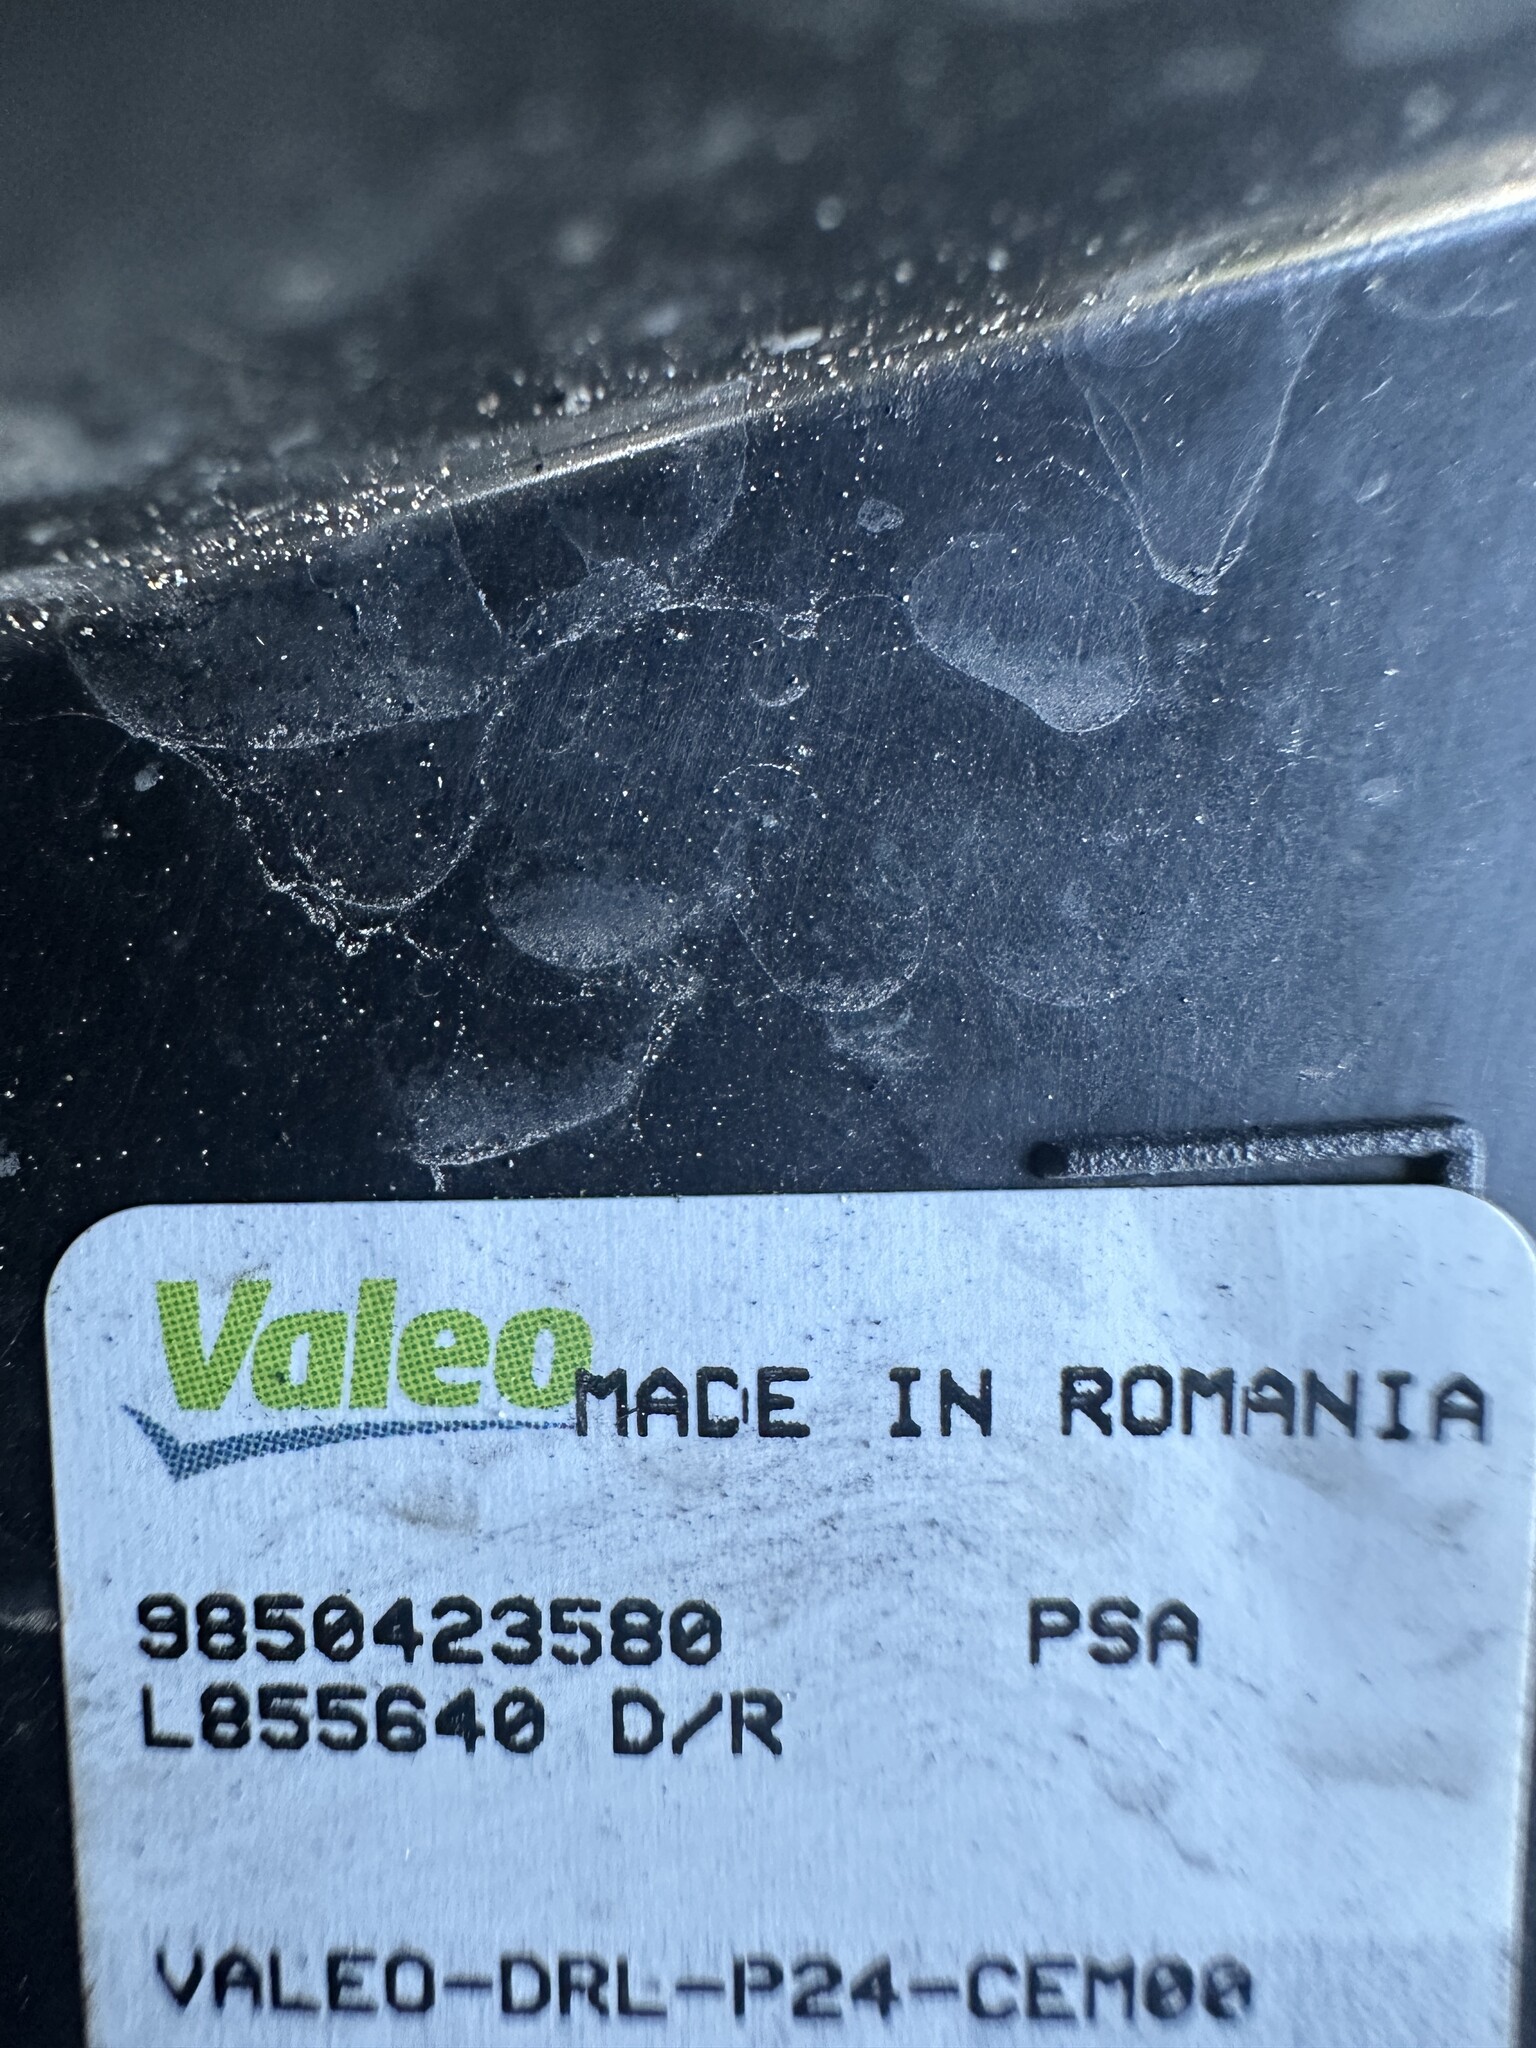 Valeo MADE IN ROMANIA
9850423580 PSA
L855640 D/R
VALEO-DRL-P24-CEM00